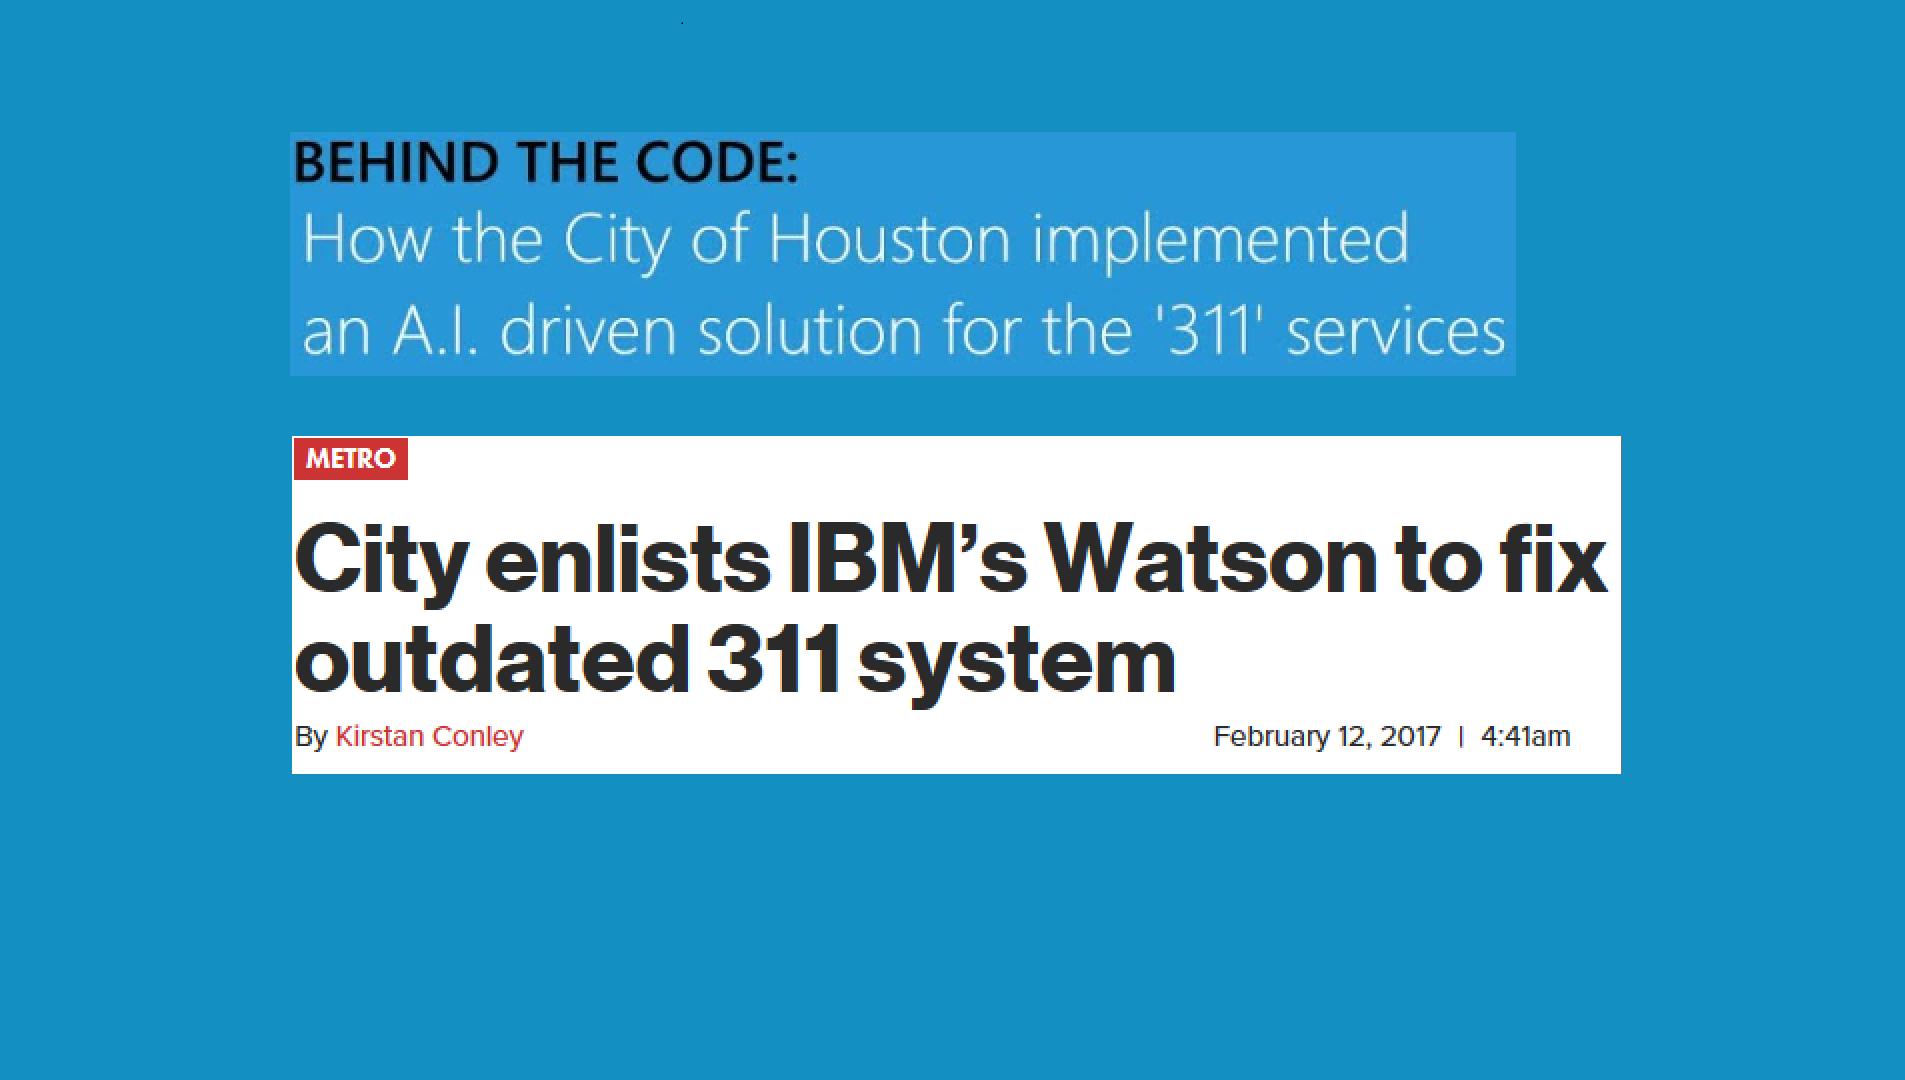 BEHIND THE CODE:
How the City of Houston implemented
an A.I. driven solution for the '311' services
METRO
City enlists IBM’s Watson to fix
outdated 311 system
By Kirstan Conley February 12, 2017 | 4:41am